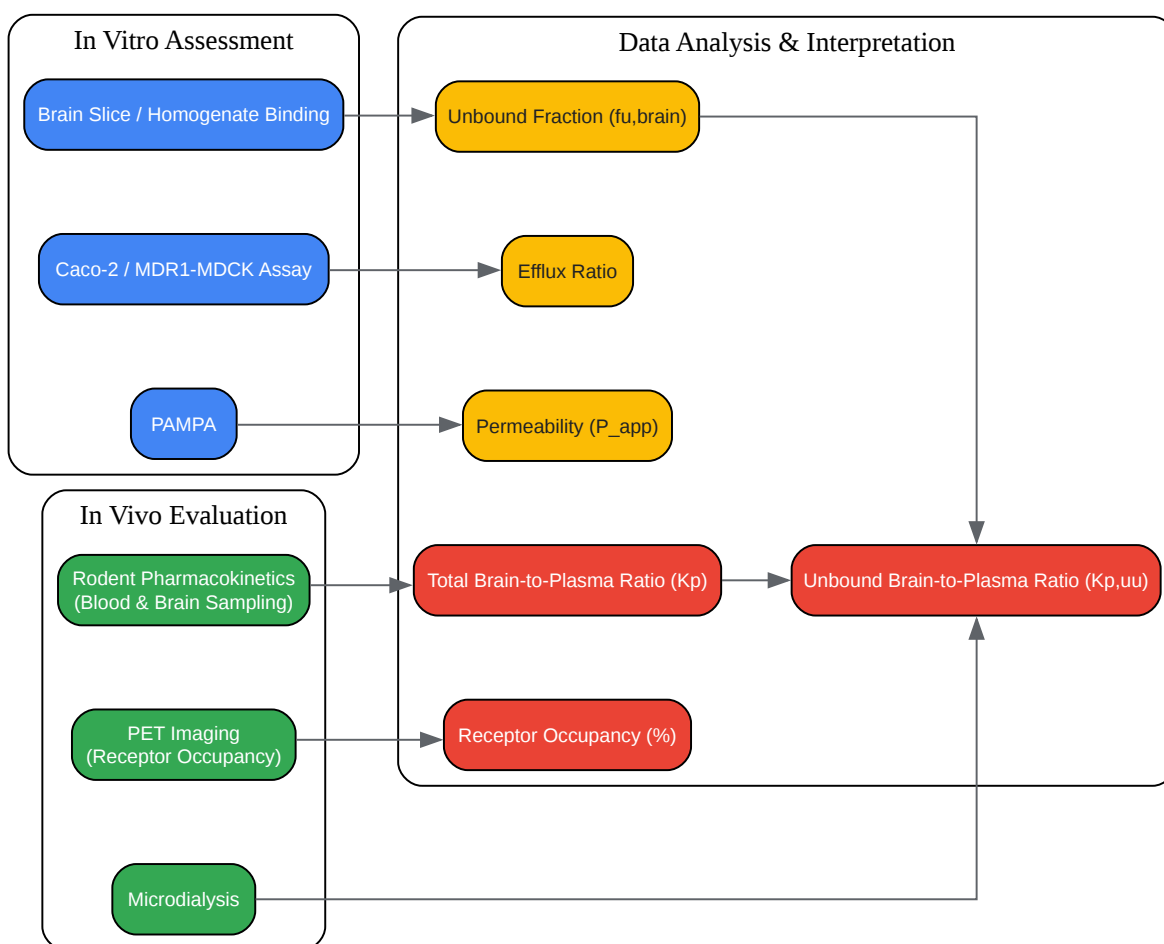 In Vitro Assessment
Brain Slice / Homogenate Binding
Caco-2 / MDR1-MDCK Assay
PAMPA
In Vivo Evaluation
Rodent Pharmacokinetics
(Blood & Brain Sampling)
PET Imaging
(Receptor Occupancy)
Microdialysis
Data Analysis & Interpretation
Unbound Fraction (fu,brain)
Efflux Ratio
Permeability (P_app)
Total Brain-to-Plasma Ratio (Kp)
Unbound Brain-to-Plasma Ratio (Kp,uu)
Receptor Occupancy (%)